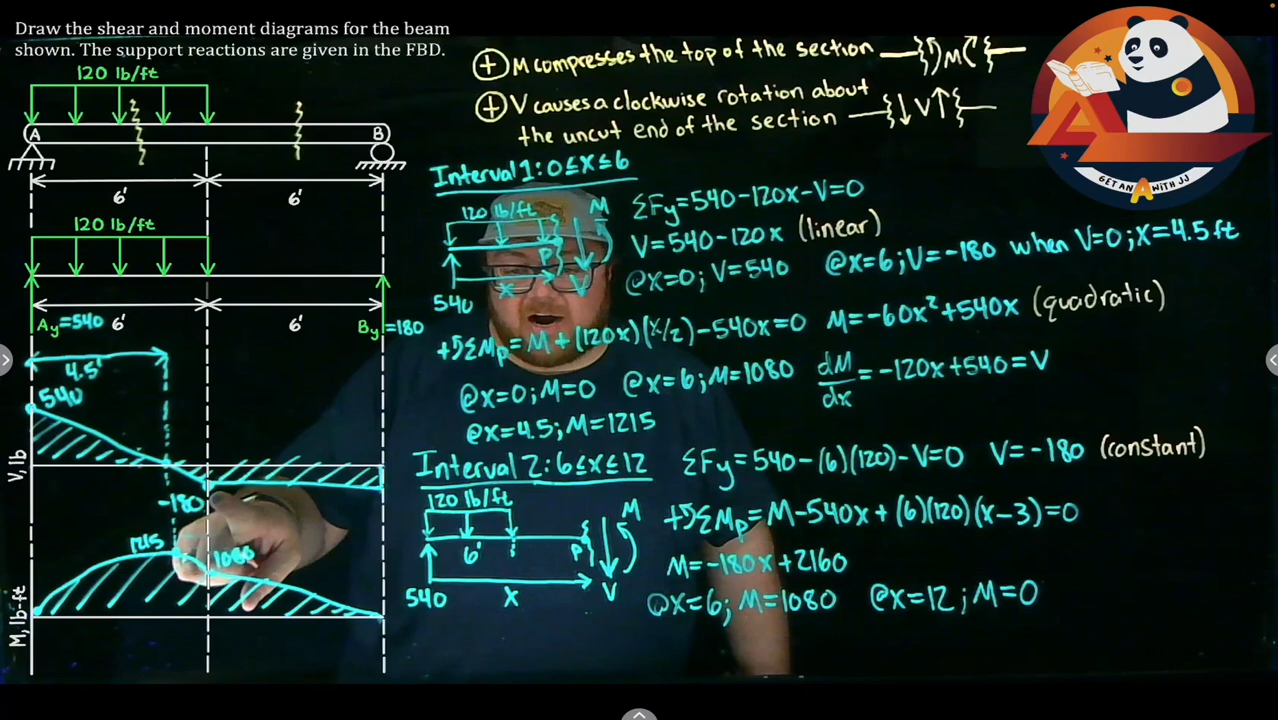 Draw the shear and moment diagrams for the beam
shown. The support reactions are given in the FBD.
120 lb/ft
A
B
6'
6'
120 lb/ft
Ay=540
6'
6'
By=180
4.5'
540
V, lb
-180
1215
1080
M, lb-ft
⊕ M compresses the top of the section M
⊕ V causes a clockwise rotation about
the uncut end of the section V
GET AN A WITH JJ
Interval 1: 0≤x≤6
120 lb/ft
M
P
x
V
540
ΣFy=540-120x-V=0
V=540-120x (linear)
@x=0; V=540 @x=6; V=-180 when V=0; x=4.5 ft
+↺ΣMp= M+(120x)(x/2)-540x=0 M=-60x²+540x (quadratic)
@x=0; M=0 @x=6; M=1080 dM/dx=-120x+540=V
@x=4.5; M=1215
Interval 2: 6≤x≤12 ΣFy=540-(6)(120)-V=0 V=-180 (constant)
120 lb/ft
M
6'
P
540
x
V
+↺ΣMp= M-540x+(6)(120)(x-3)=0
M=-180x+2160
@x=6; M=1080 @x=12; M=0